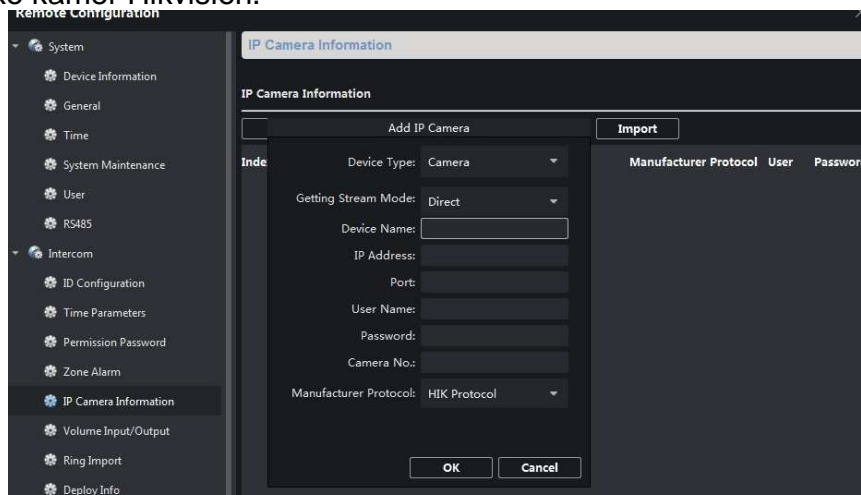 kamer Hikvision.
Remote Configuration
System
Device Information
General
Time
System Maintenance
User
RS485
Intercom
ID Configuration
Time Parameters
Permission Password
Zone Alarm
IP Camera Information
Volume Input/Output
Ring Import
Deploy Info
IP Camera Information
IP Camera Information
Import
Inde
Manufacturer Protocol User Passwor
Add IP Camera
Device Type: Camera
Getting Stream Mode: Direct
Device Name:
IP Address:
Port:
User Name:
Password:
Camera No.:
Manufacturer Protocol: HIK Protocol
OK Cancel